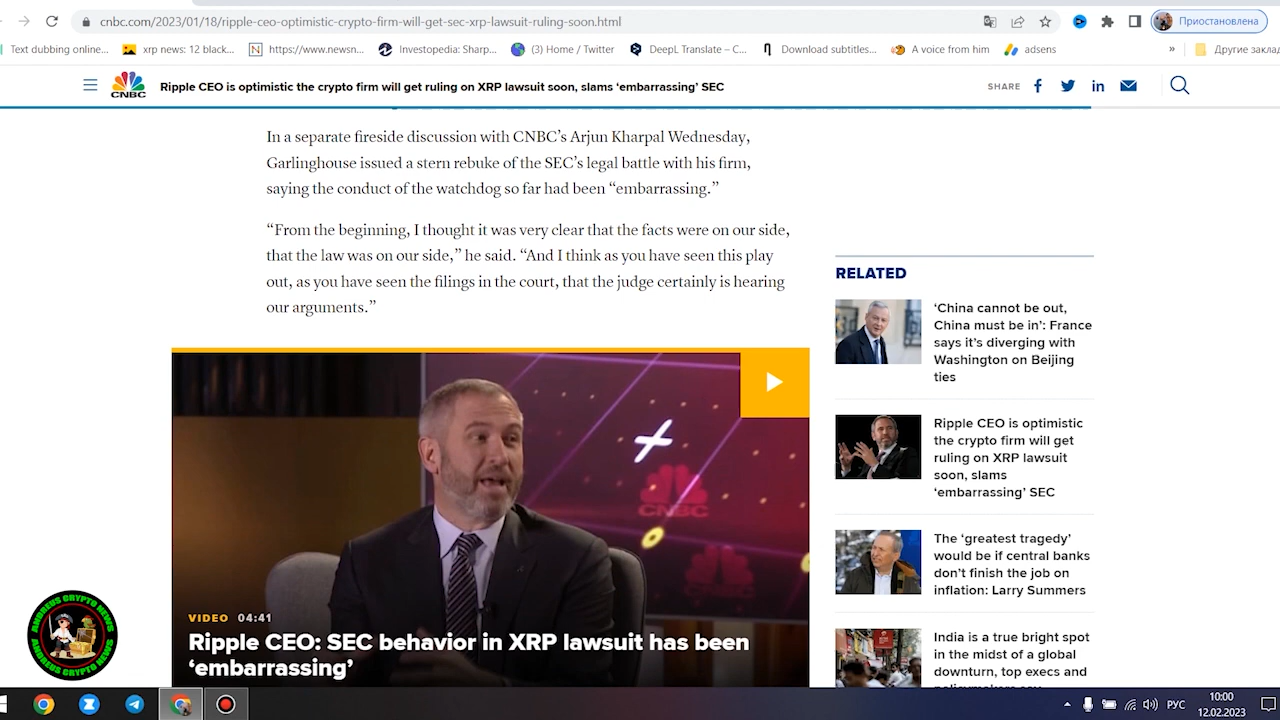 cnbc.com/2023/01/18/ripple-ceo-optimistic-crypto-firm-will-get-sec-xrp-lawsuit-ruling-soon.html
Приостановлена
Text dubbing online...
xrp news: 12 black...
https://www.newsn...
Investopedia: Sharp...
(3) Home / Twitter
DeepL Translate – C...
Download subtitles...
A voice from him
adsens
»
Другие закла
CNBC
Ripple CEO is optimistic the crypto firm will get ruling on XRP lawsuit soon, slams ‘embarrassing’ SEC
SHARE
In a separate fireside discussion with CNBC’s Arjun Kharpal Wednesday,
Garlinghouse issued a stern rebuke of the SEC’s legal battle with his firm,
saying the conduct of the watchdog so far had been “embarrassing.”
“From the beginning, I thought it was very clear that the facts were on our side,
that the law was on our side,” he said. “And I think as you have seen this play
out, as you have seen the filings in the court, that the judge certainly is hearing
our arguments.”
CNBC
VIDEO 04:41
Ripple CEO: SEC behavior in XRP lawsuit has been
‘embarrassing’
RELATED
‘China cannot be out,
China must be in’: France
says it’s diverging with
Washington on Beijing
ties
Ripple CEO is optimistic
the crypto firm will get
ruling on XRP lawsuit
soon, slams
‘embarrassing’ SEC
The ‘greatest tragedy’
would be if central banks
don’t finish the job on
inflation: Larry Summers
India is a true bright spot
in the midst of a global
downturn, top execs and
ANDREUS CRYPTO NEWS
ANDREUS CRYPTO NEWS
РУС
10:00
12.02.2023